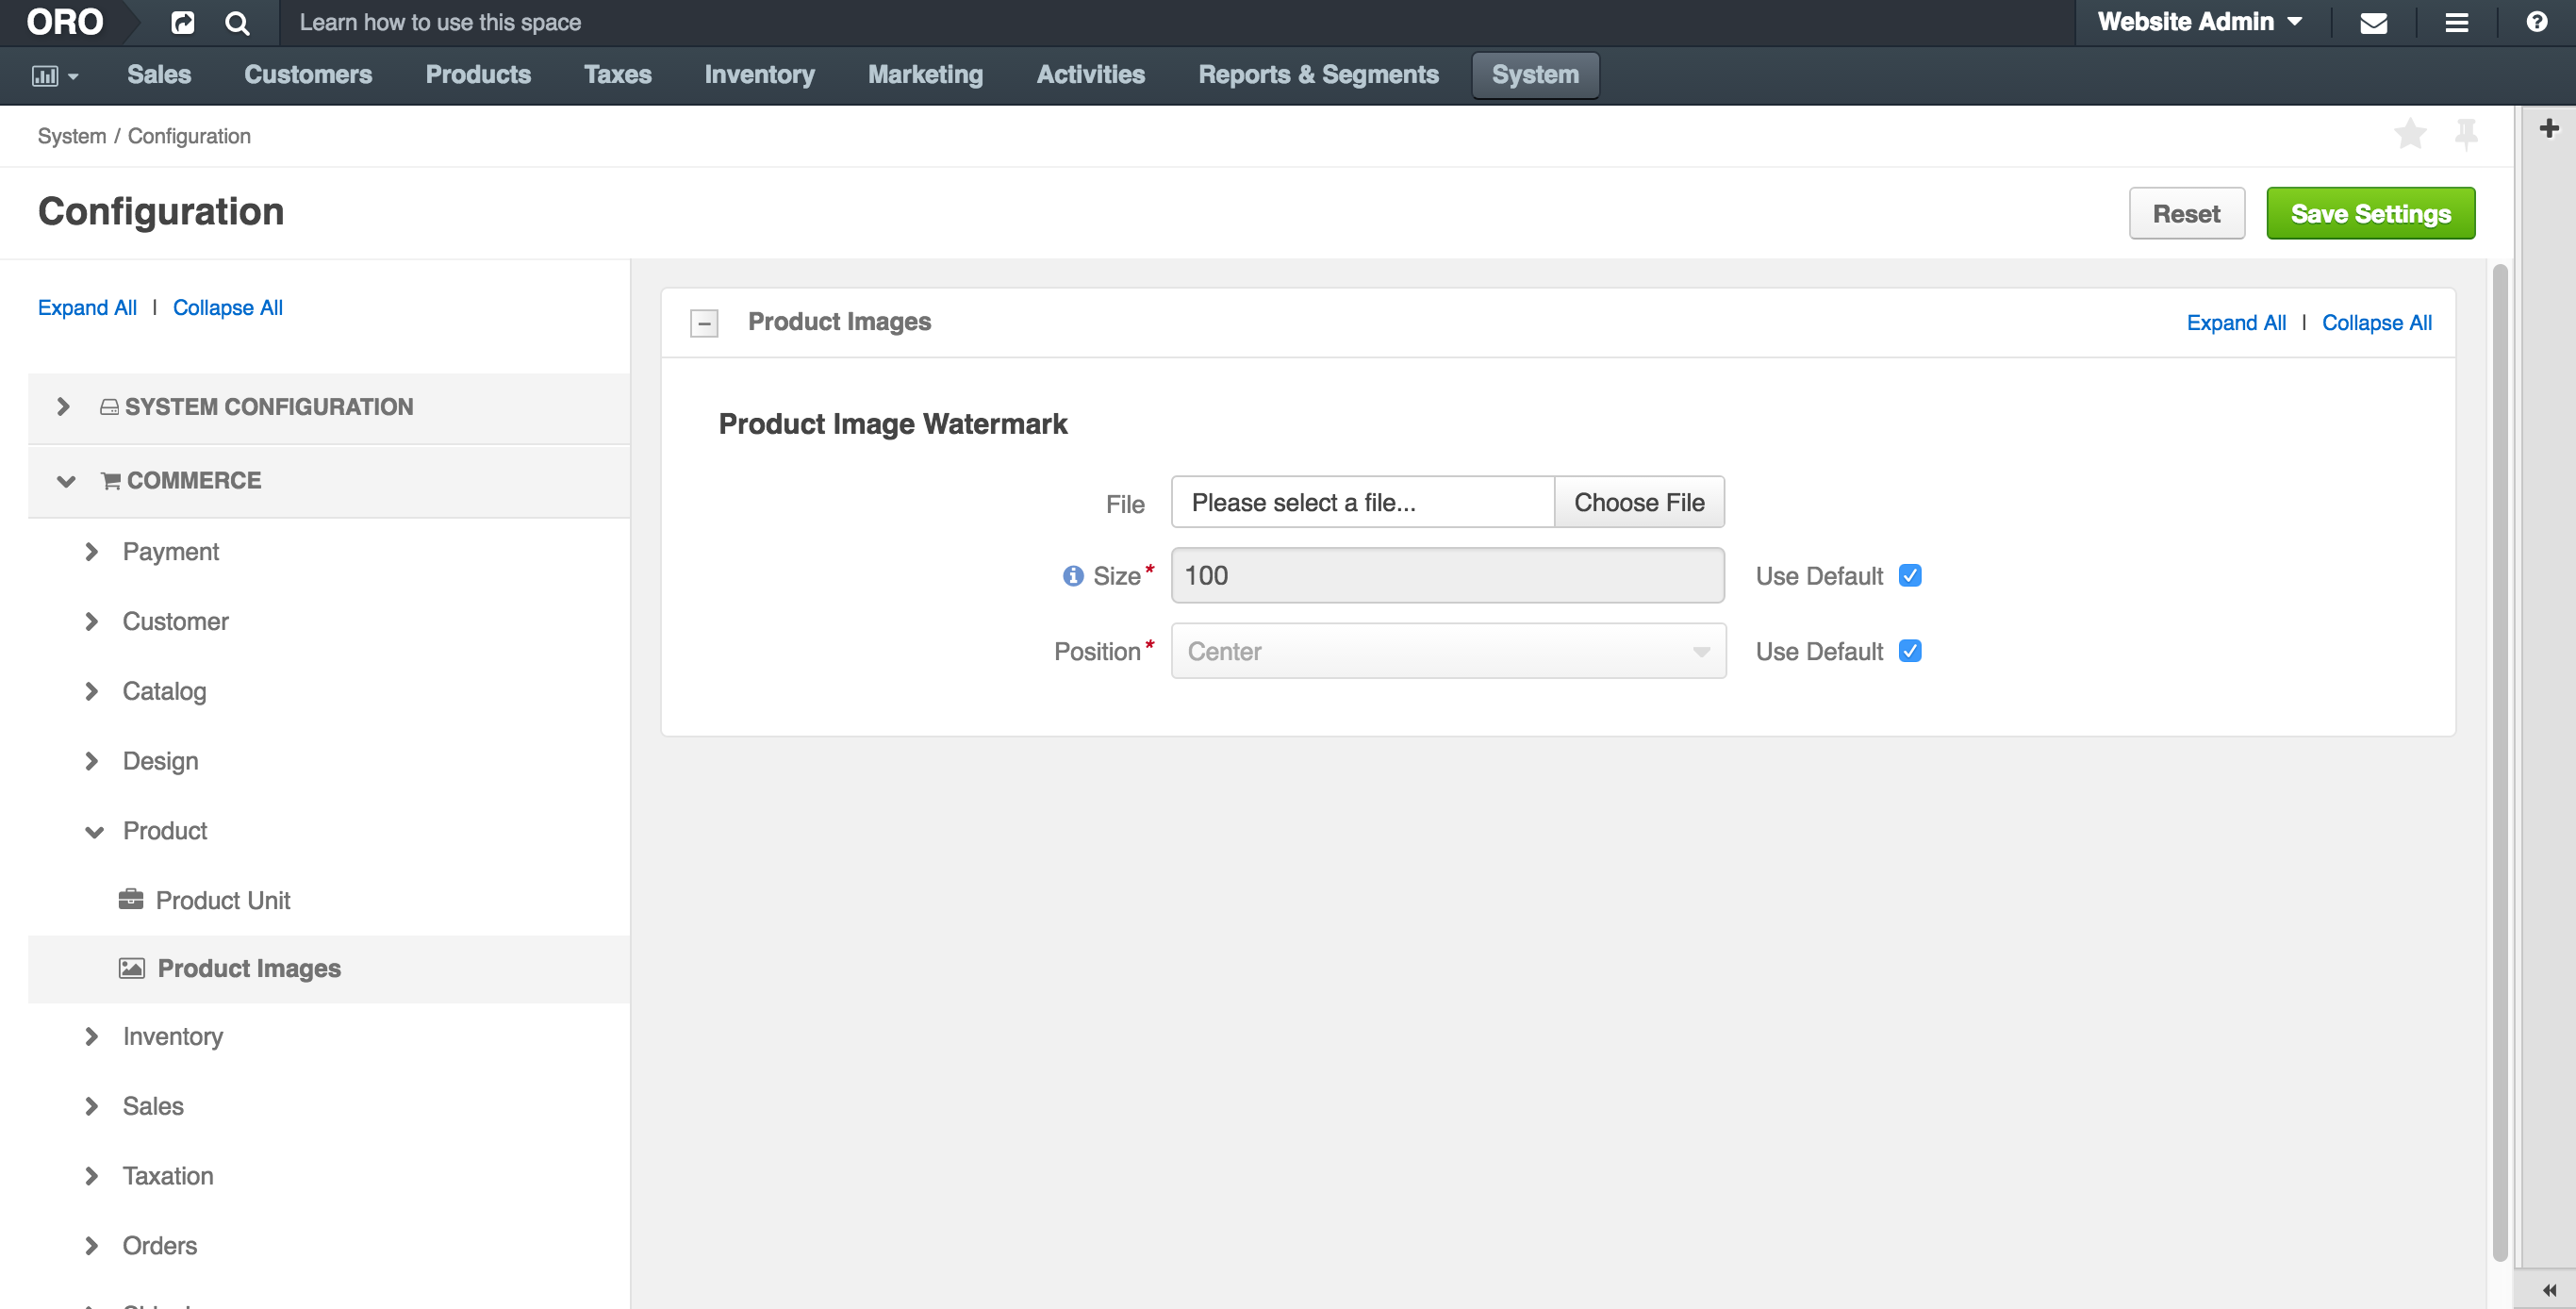 ORO Learn how to use this space Website Admin
Sales Customers Products Taxes Inventory Marketing Activities Reports & Segments System
System / Configuration
Configuration Reset Save Settings
Expand All | Collapse All
Product Images Expand All | Collapse All
SYSTEM CONFIGURATION
Product Image Watermark
COMMERCE
File Please select a file... Choose File
Payment
Size* 100 Use Default
Customer
Position* Center Use Default
Catalog
Design
Product
Product Unit
Product Images
Inventory
Sales
Taxation
Orders